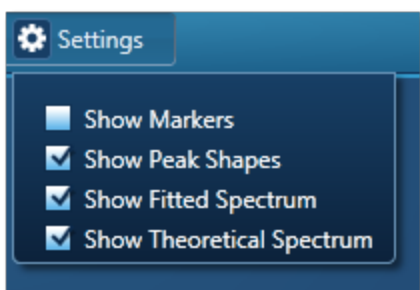 Settings
Show Markers
Show Peak Shapes
Show Fitted Spectrum
Show Theoretical Spectrum